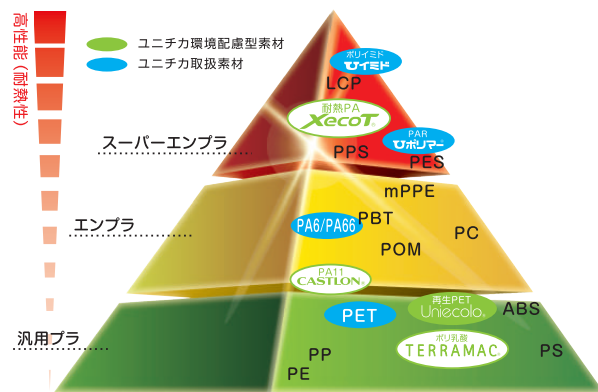 高性能（耐熱性）
ユニチカ環境配慮型素材
ユニチカ取扱素材
スーパーエンプラ
エンプラ
汎用プラ
ポリイミド
Uイミド
LCP
耐熱PA
XecoT®
PAR
Uポリマー®
PPS
PES
mPPE
PA6/PA66
PBT
PC
POM
PA11
CASTLON®
再生PET
Uniecolo®
PET
ABS
ポリ乳酸
TERRAMAC®
PS
PP
PE